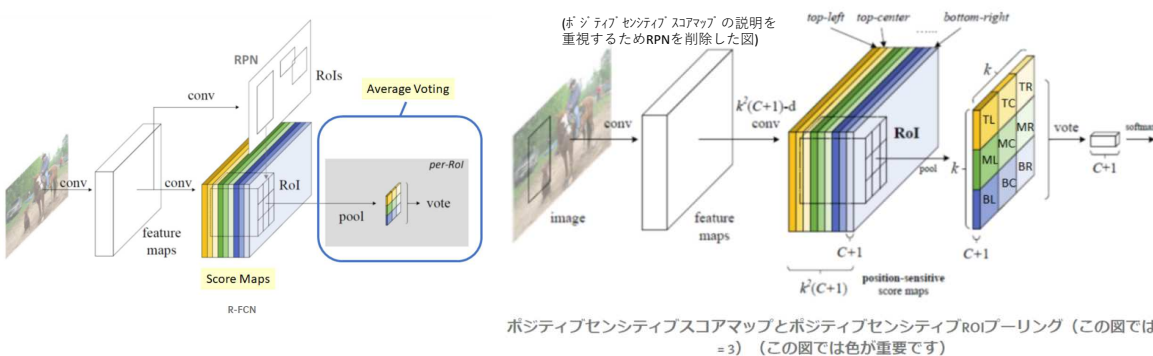 RPN
RoIs
conv
Average Voting
per-RoI
conv
conv
RoI
pool
vote
feature
maps
Score Maps
R-FCN
(ポジティブセンシティブスコアマップの説明を
重視するためRPNを削除した図)
top-left
top-center
......
bottom-right
conv
k²(C+1)-d
conv
RoI
pool
k
k
TL
TC
TR
ML
MC
MR
BL
BC
BR
vote
C+1
image
feature
maps
C+1
C+1
k²(C+1)
position-sensitive
score maps
ポジティブセンシティブスコアマップとポジティブセンシティブROIプーリング（この図では
= 3）（この図では色が重要です）